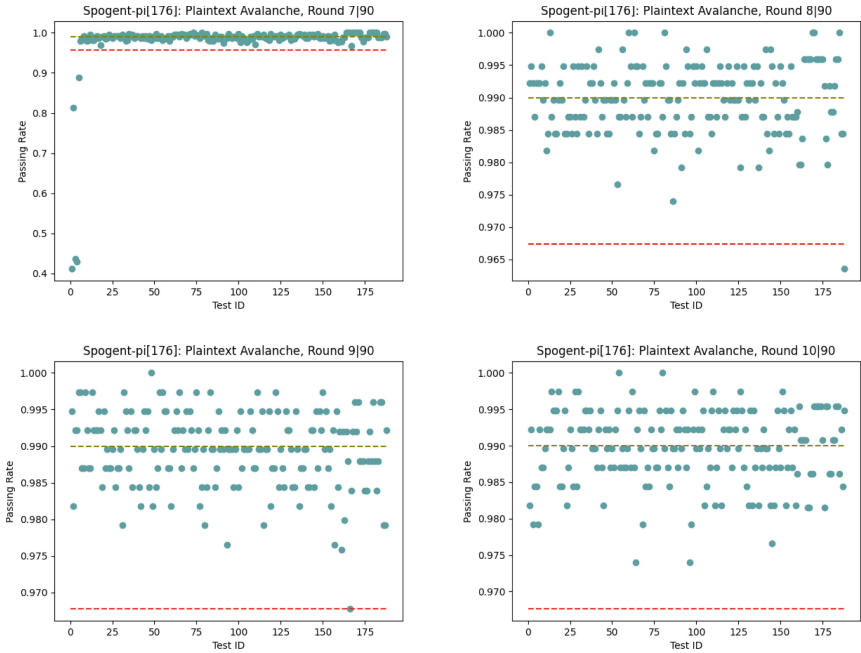 Spogent-pi[176]: Plaintext Avalanche, Round 7|90
1.0
0.9
0.8
0.7
0.6
0.5
0.4
Passing Rate
0 25 50 75 100 125 150 175
Test ID
Spogent-pi[176]: Plaintext Avalanche, Round 8|90
1.000
0.995
0.990
0.985
0.980
0.975
0.970
0.965
Passing Rate
0 25 50 75 100 125 150 175
Test ID
Spogent-pi[176]: Plaintext Avalanche, Round 9|90
1.000
0.995
0.990
0.985
0.980
0.975
0.970
Passing Rate
0 25 50 75 100 125 150 175
Test ID
Spogent-pi[176]: Plaintext Avalanche, Round 10|90
1.000
0.995
0.990
0.985
0.980
0.975
0.970
Passing Rate
0 25 50 75 100 125 150 175
Test ID